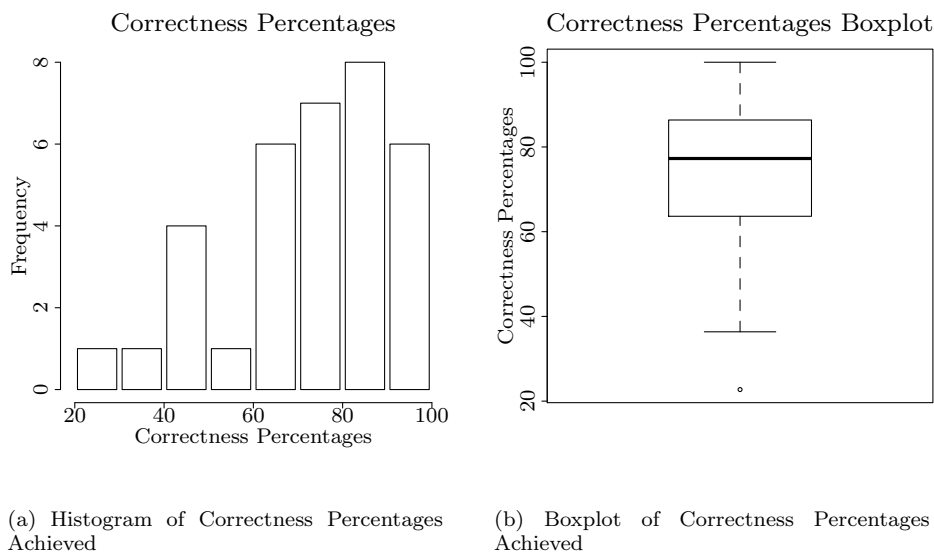 Correctness Percentages
Frequency
8
6
4
2
0
20 40 60 80 100
Correctness Percentages
(a) Histogram of Correctness Percentages
Achieved
Correctness Percentages Boxplot
Correctness Percentages
100
80
60
40
20
(b) Boxplot of Correctness Percentages
Achieved